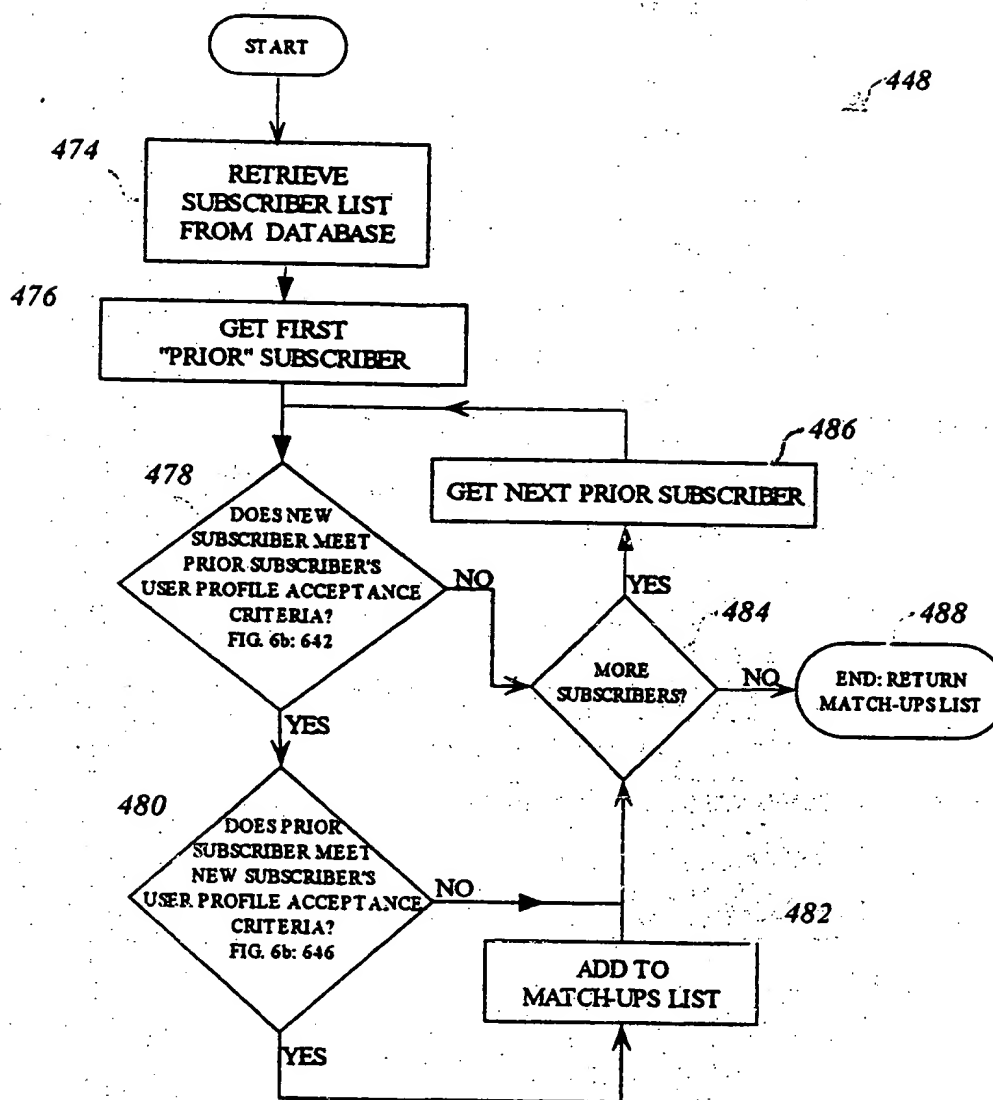 START
448
474
RETRIEVE
SUBSCRIBER LIST
FROM DATABASE
476
GET FIRST
"PRIOR" SUBSCRIBER
486
GET NEXT PRIOR SUBSCRIBER
478
DOES NEW
SUBSCRIBER MEET
PRIOR SUBSCRIBER'S
USER PROFILE ACCEPTANCE
CRITERIA?
FIG. 6b: 642
NO
YES
YES
484
MORE
SUBSCRIBERS?
NO
488
END: RETURN
MATCH-UPS LIST
480
DOES PRIOR
SUBSCRIBER MEET
NEW SUBSCRIBER'S
USER PROFILE ACCEPTANCE
CRITERIA?
FIG. 6b: 646
NO
YES
482
ADD TO
MATCH-UPS LIST